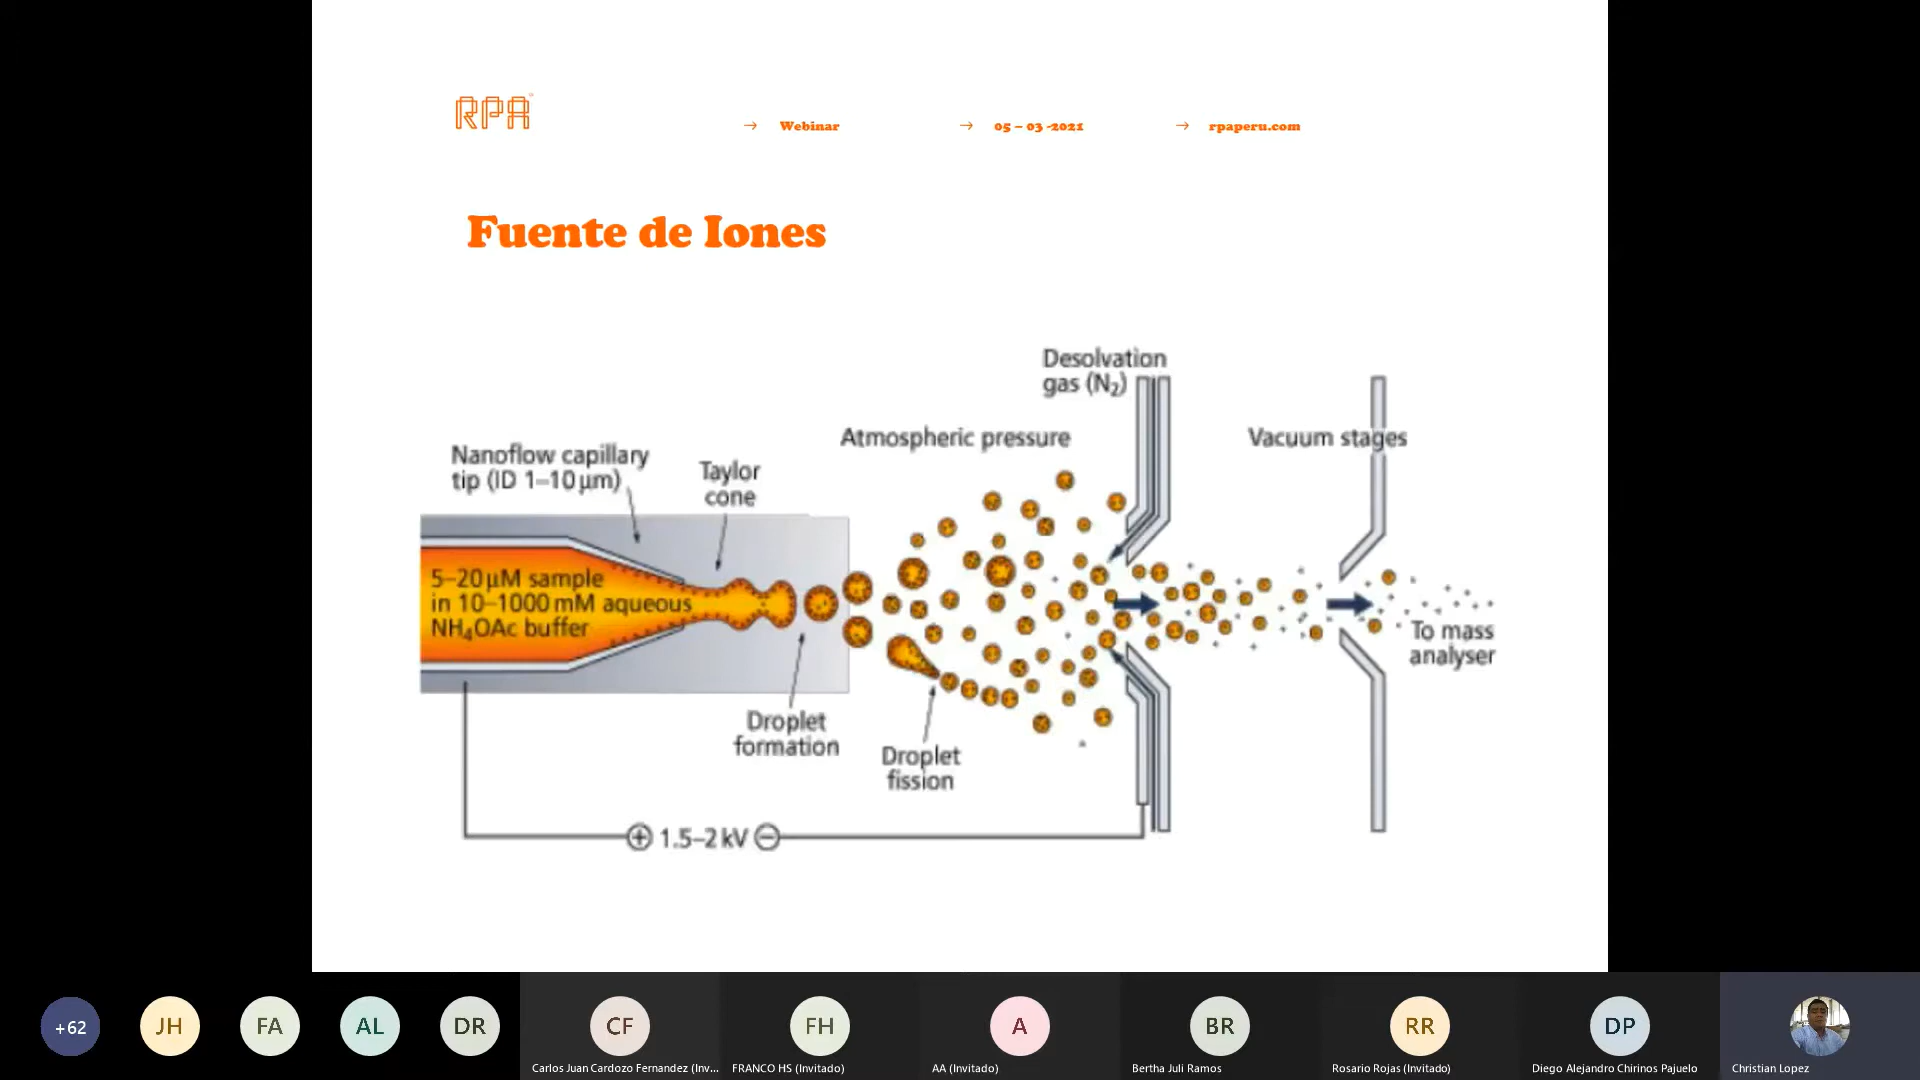 RPA
→ Webinar → 05 – 03 -2021 → rpaperu.com
Fuente de Iones
Desolvation
gas (N₂)
Atmospheric pressure
Vacuum stages
Nanoflow capillary
tip (ID 1–10 µm)
Taylor
cone
5–20 µM sample
in 10–1000 mM aqueous
NH₄OAc buffer
To mass
analyser
Droplet
formation
Droplet
fission
+ 1.5–2 kV −
+62
JH
FA
AL
DR
CF
FH
A
BR
RR
DP
Carlos Juan Cardozo Fernandez (Inv...
FRANCO HS (Invitado)
AA (Invitado)
Bertha Juli Ramos
Rosario Rojas (Invitado)
Diego Alejandro Chirinos Pajuelo
Christian Lopez